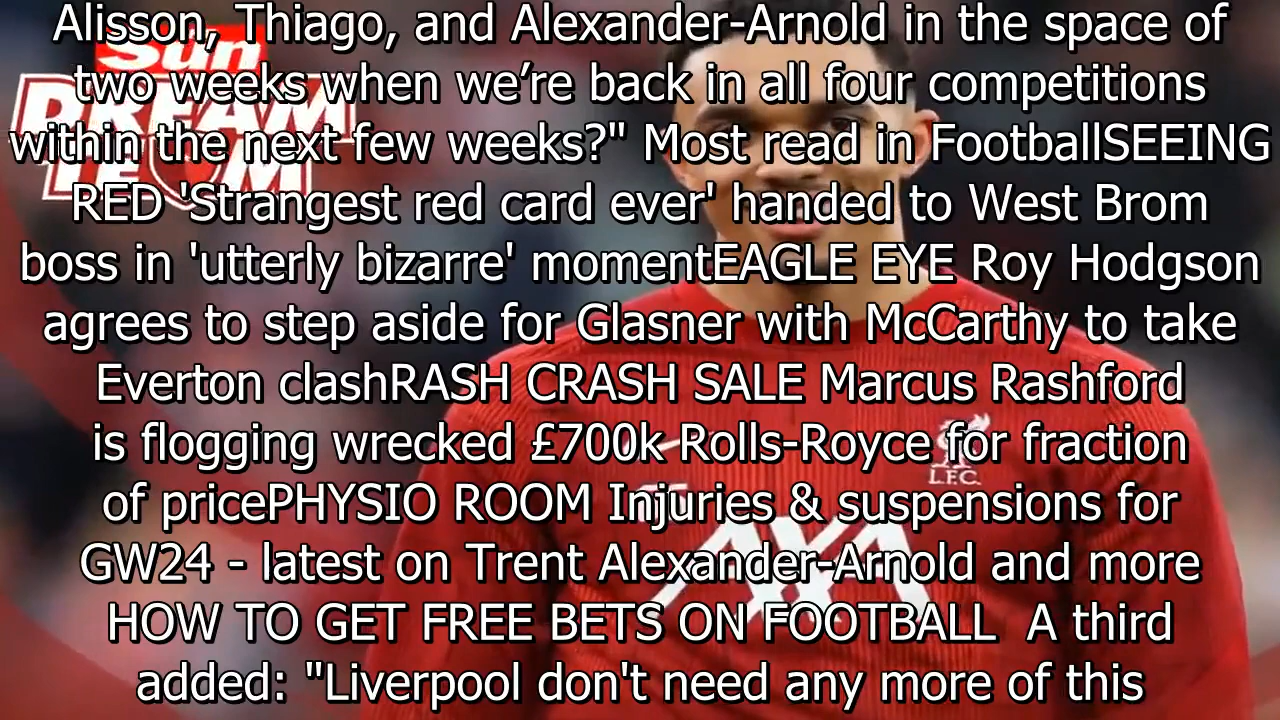 Alisson, Thiago, and Alexander-Arnold in the space of
two weeks when we’re back in all four competitions
within the next few weeks?" Most read in FootballSEEING
RED 'Strangest red card ever' handed to West Brom
boss in 'utterly bizarre' momentEAGLE EYE Roy Hodgson
agrees to step aside for Glasner with McCarthy to take
Everton clashRASH CRASH SALE Marcus Rashford
is flogging wrecked £700k Rolls-Royce for fraction
of pricePHYSIO ROOM Injuries & suspensions for
GW24 - latest on Trent Alexander-Arnold and more
HOW TO GET FREE BETS ON FOOTBALL A third
added: "Liverpool don't need any more of this
Sun
DREAM
TEAM
L.F.C.
AXA